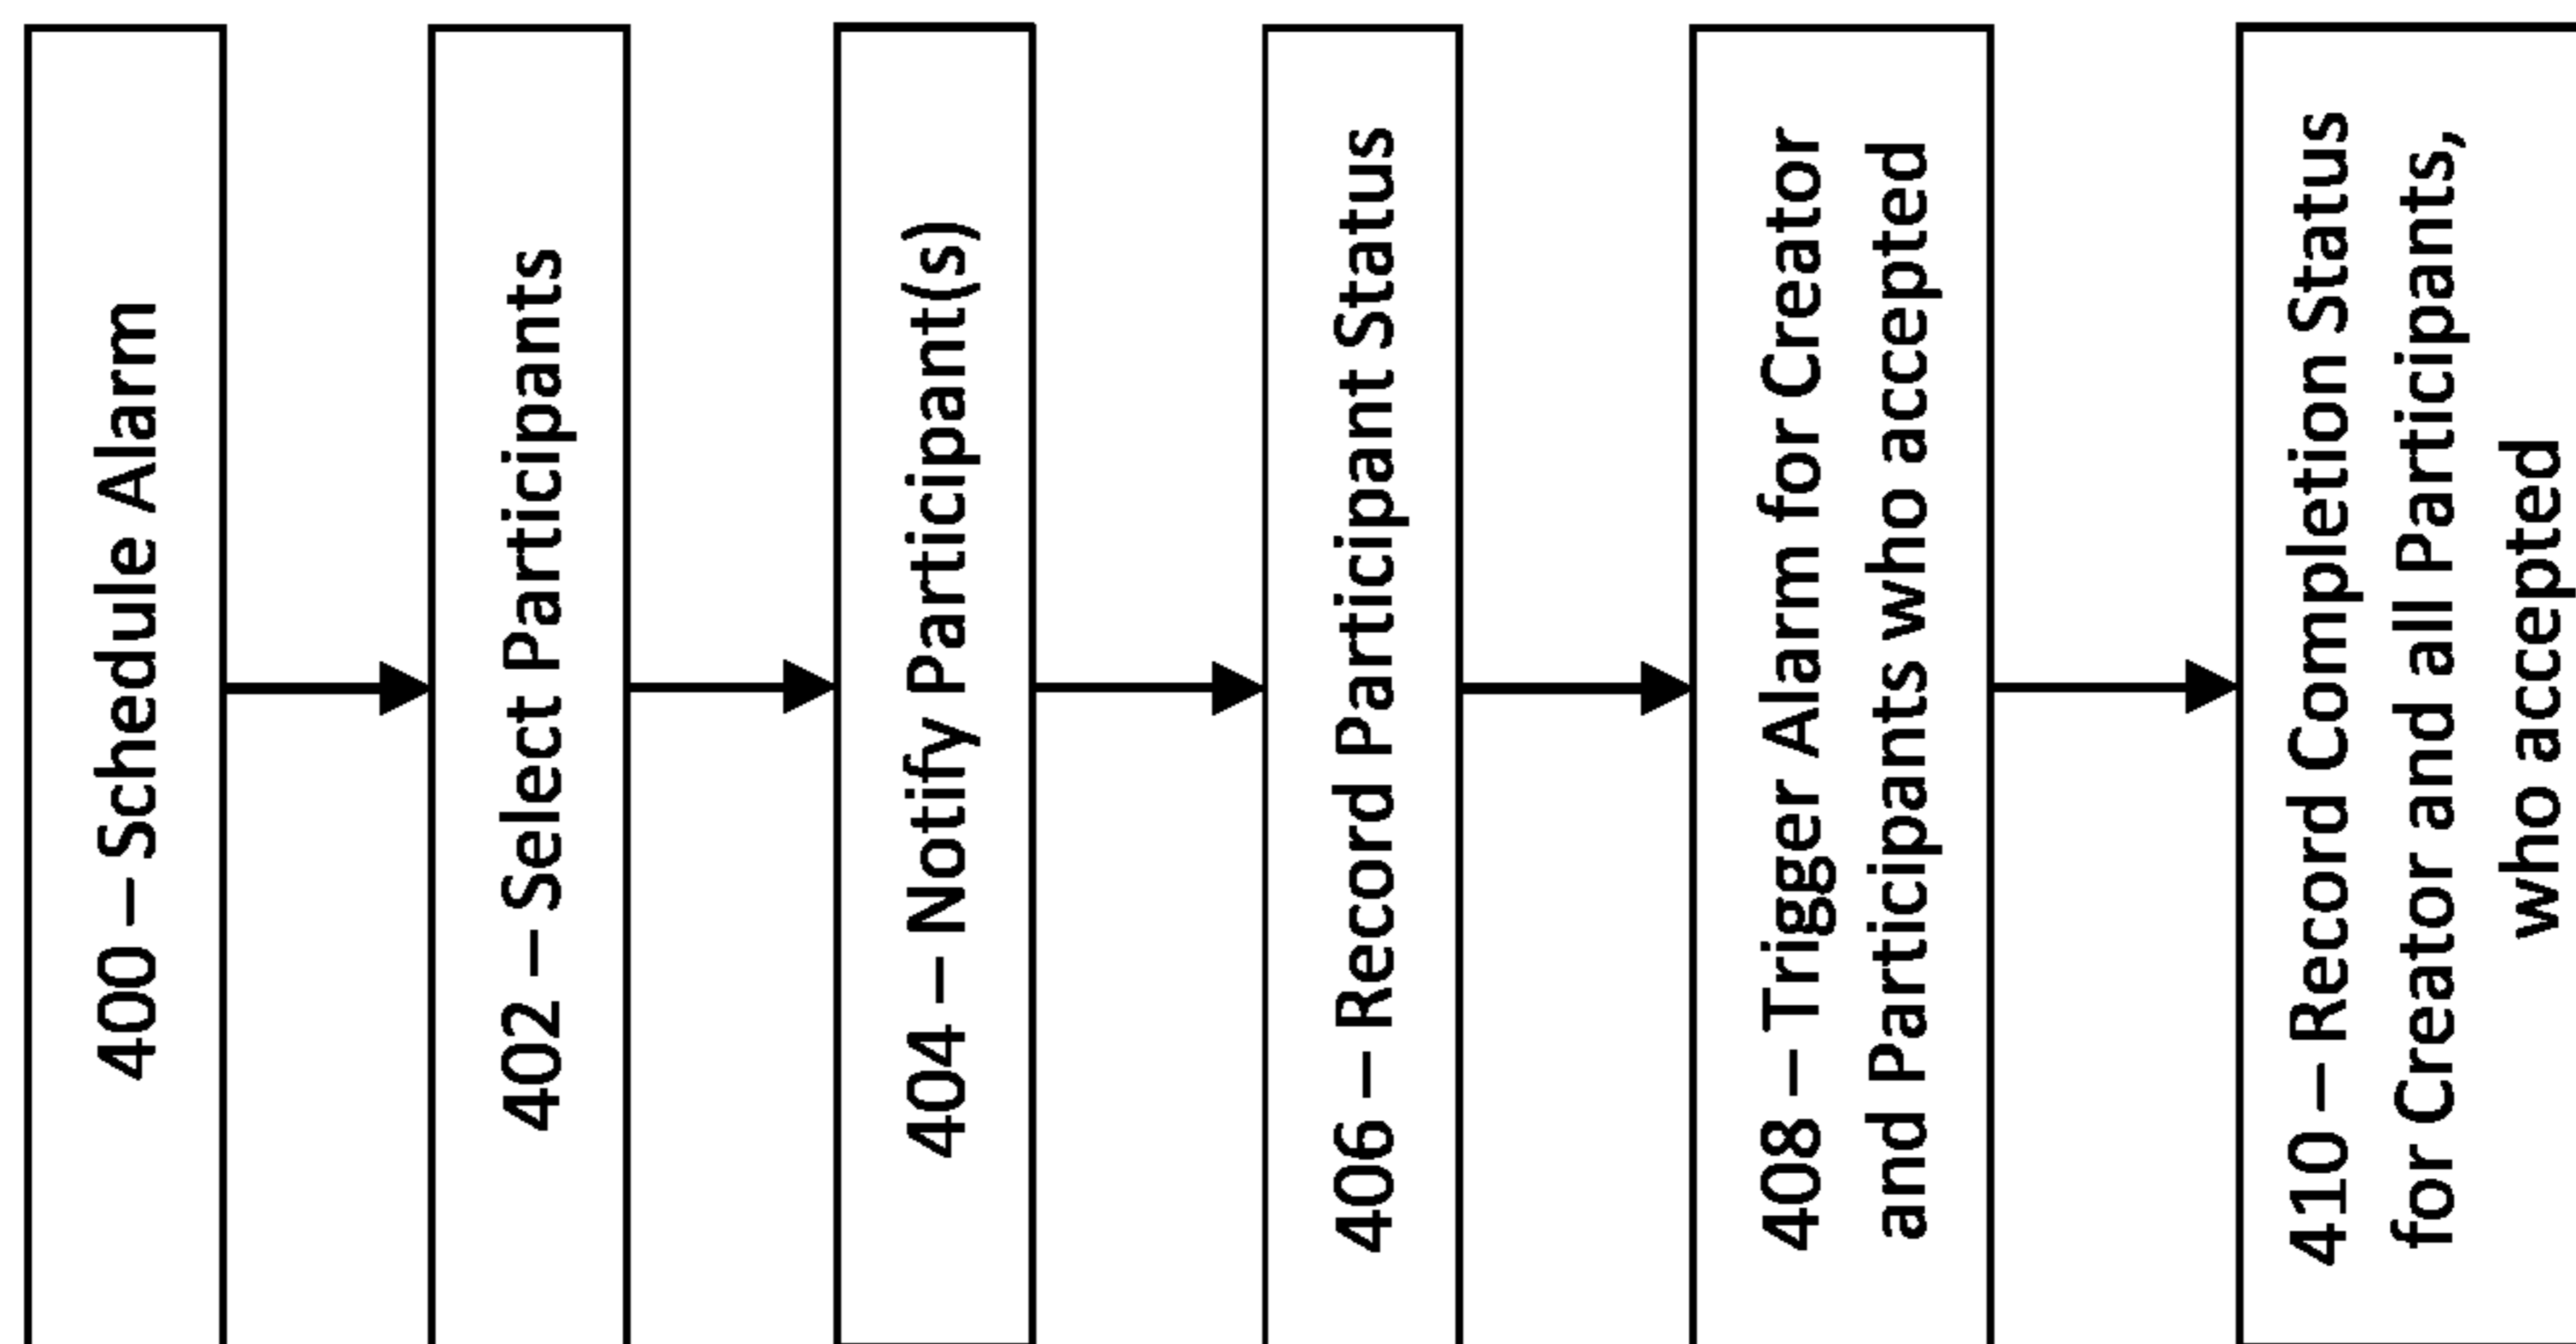 400 – Schedule Alarm
402 – Select Participants
404 – Notify Participant(s)
406 – Record Participant Status
408 – Trigger Alarm for Creator
and Participants who accepted
410 – Record Completion Status
for Creator and all Participants,
who accepted